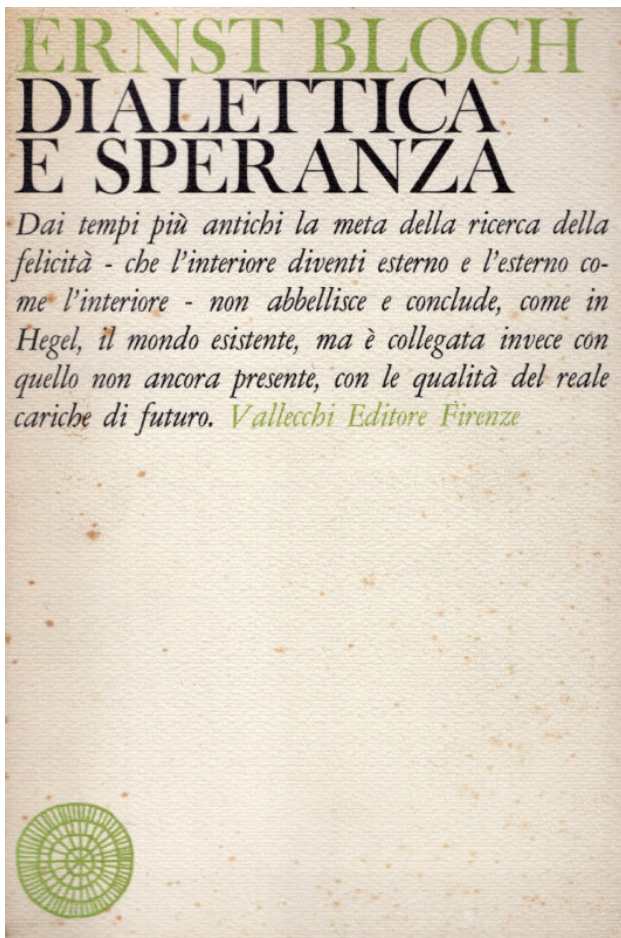 ERNST BLOCH
DIALETTICA
E SPERANZA
Dai tempi più antichi la meta della ricerca della
felicità - che l'interiore diventi esterno e l'esterno co-
me l'interiore - non abbellisce e conclude, come in
Hegel, il mondo esistente, ma è collegata invece con
quello non ancora presente, con le qualità del reale
cariche di futuro. Vallecchi Editore Firenze